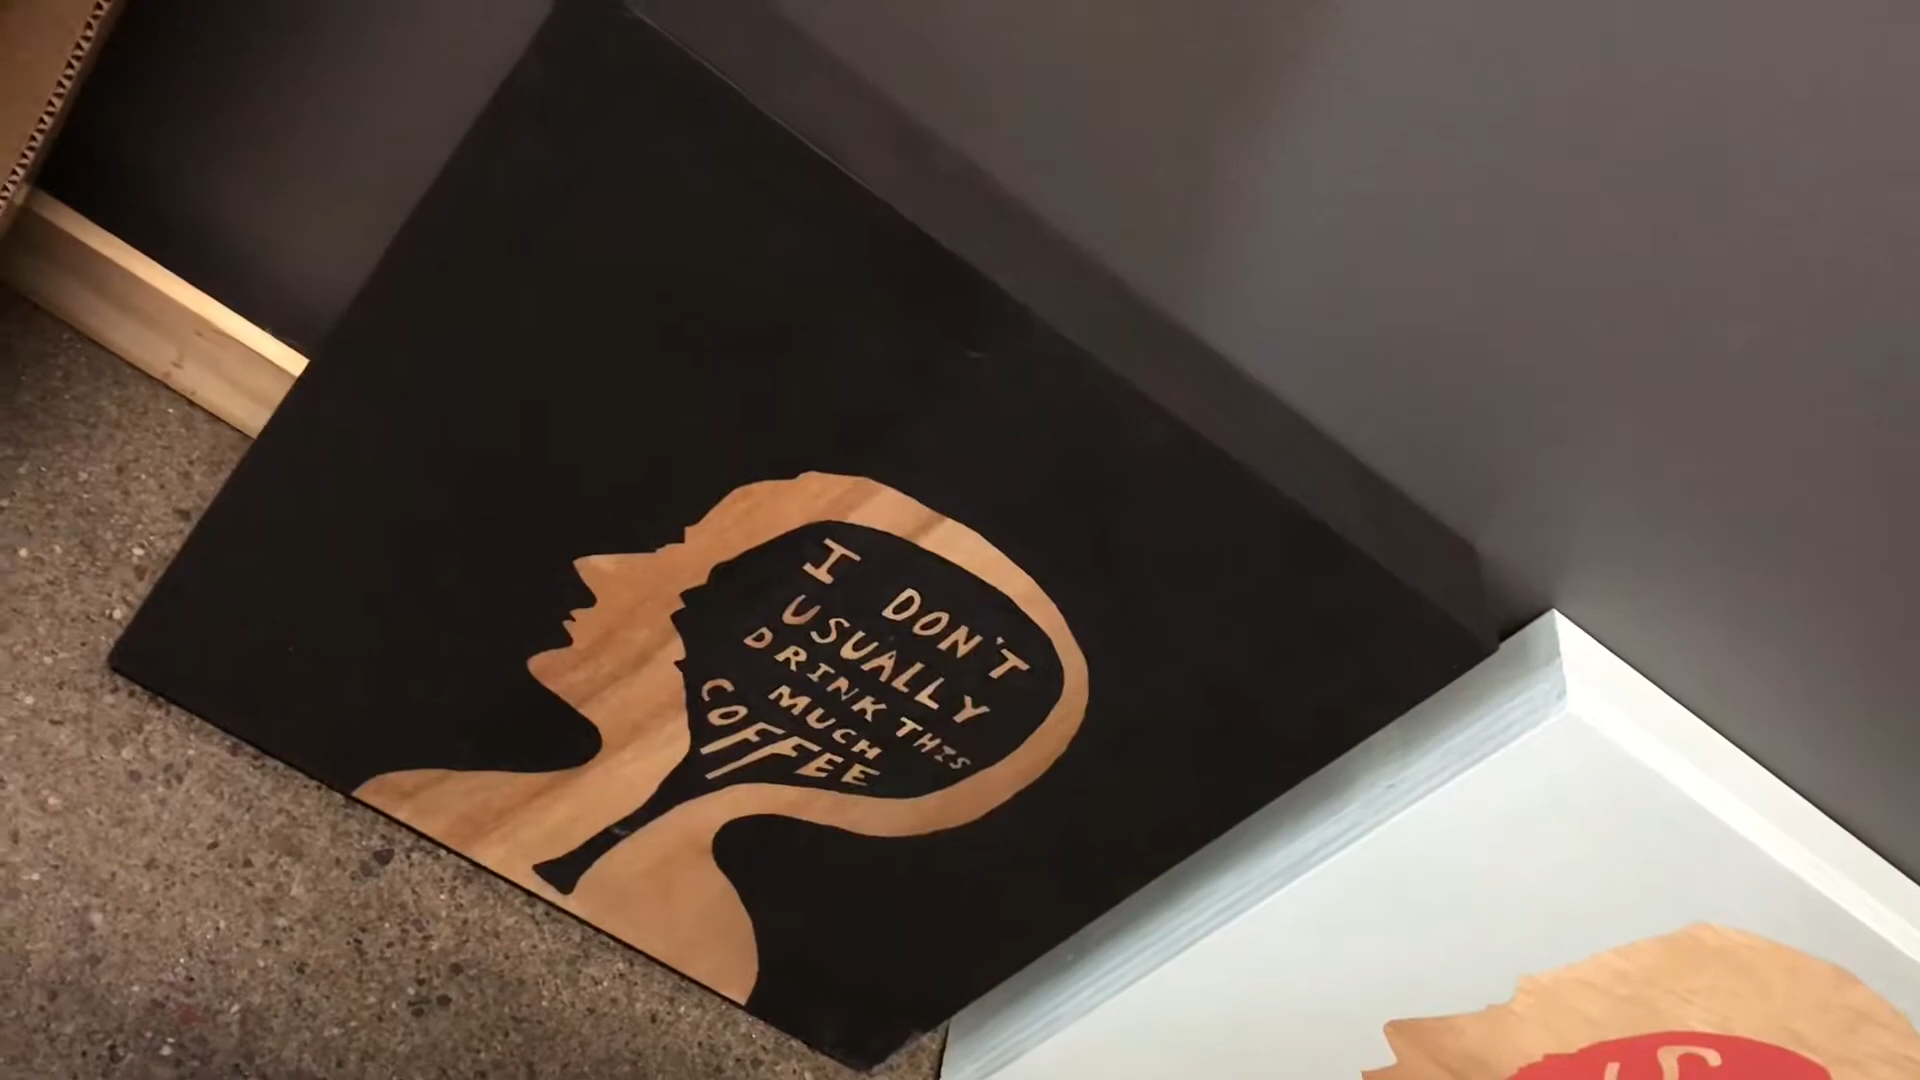 I DON'T
USUALLY
DRINK THIS
MUCH
COFFEE